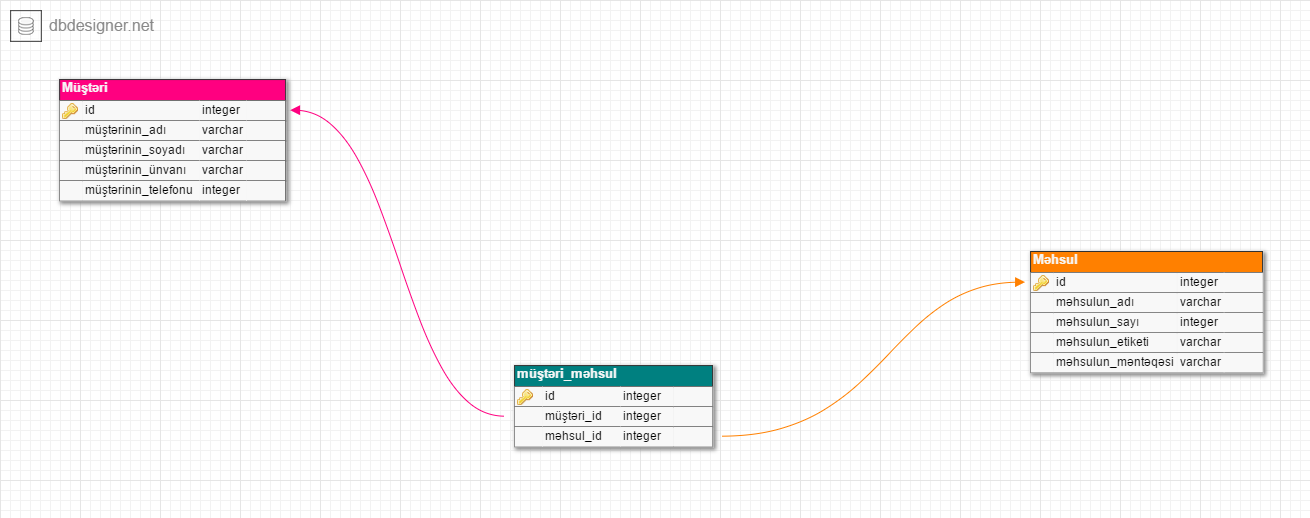 dbdesigner.net
Müştəri
id integer
müştərinin_adı varchar
müştərinin_soyadı varchar
müştərinin_ünvanı varchar
müştərinin_telefonu integer
Məhsul
id integer
məhsulun_adı varchar
məhsulun_sayı integer
məhsulun_etiketi varchar
məhsulun_məntəqəsi varchar
müştəri_məhsul
id integer
müştəri_id integer
məhsul_id integer